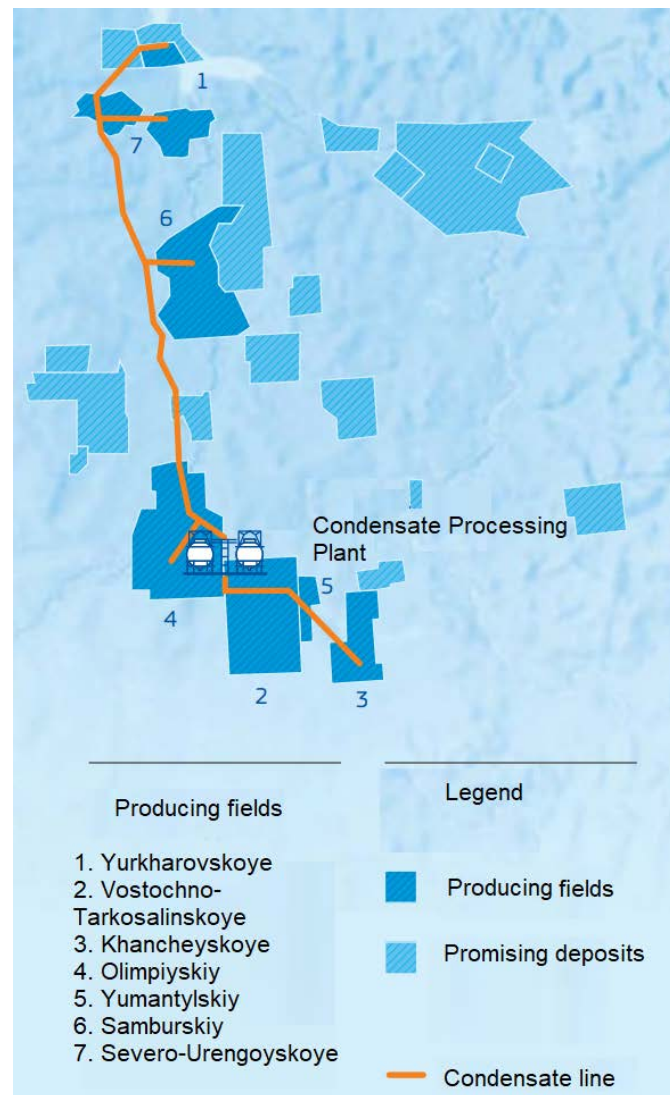 1
7
6
Condensate Processing
Plant
5
4
2
3
Producing fields
1. Yurkharovskoye
2. Vostochno-
Tarkosalinskoye
3. Khancheyskoye
4. Olimpiyskiy
5. Yumantylskiy
6. Samburskiy
7. Severo-Urengoyskoye
Legend
Producing fields
Promising deposits
Condensate line